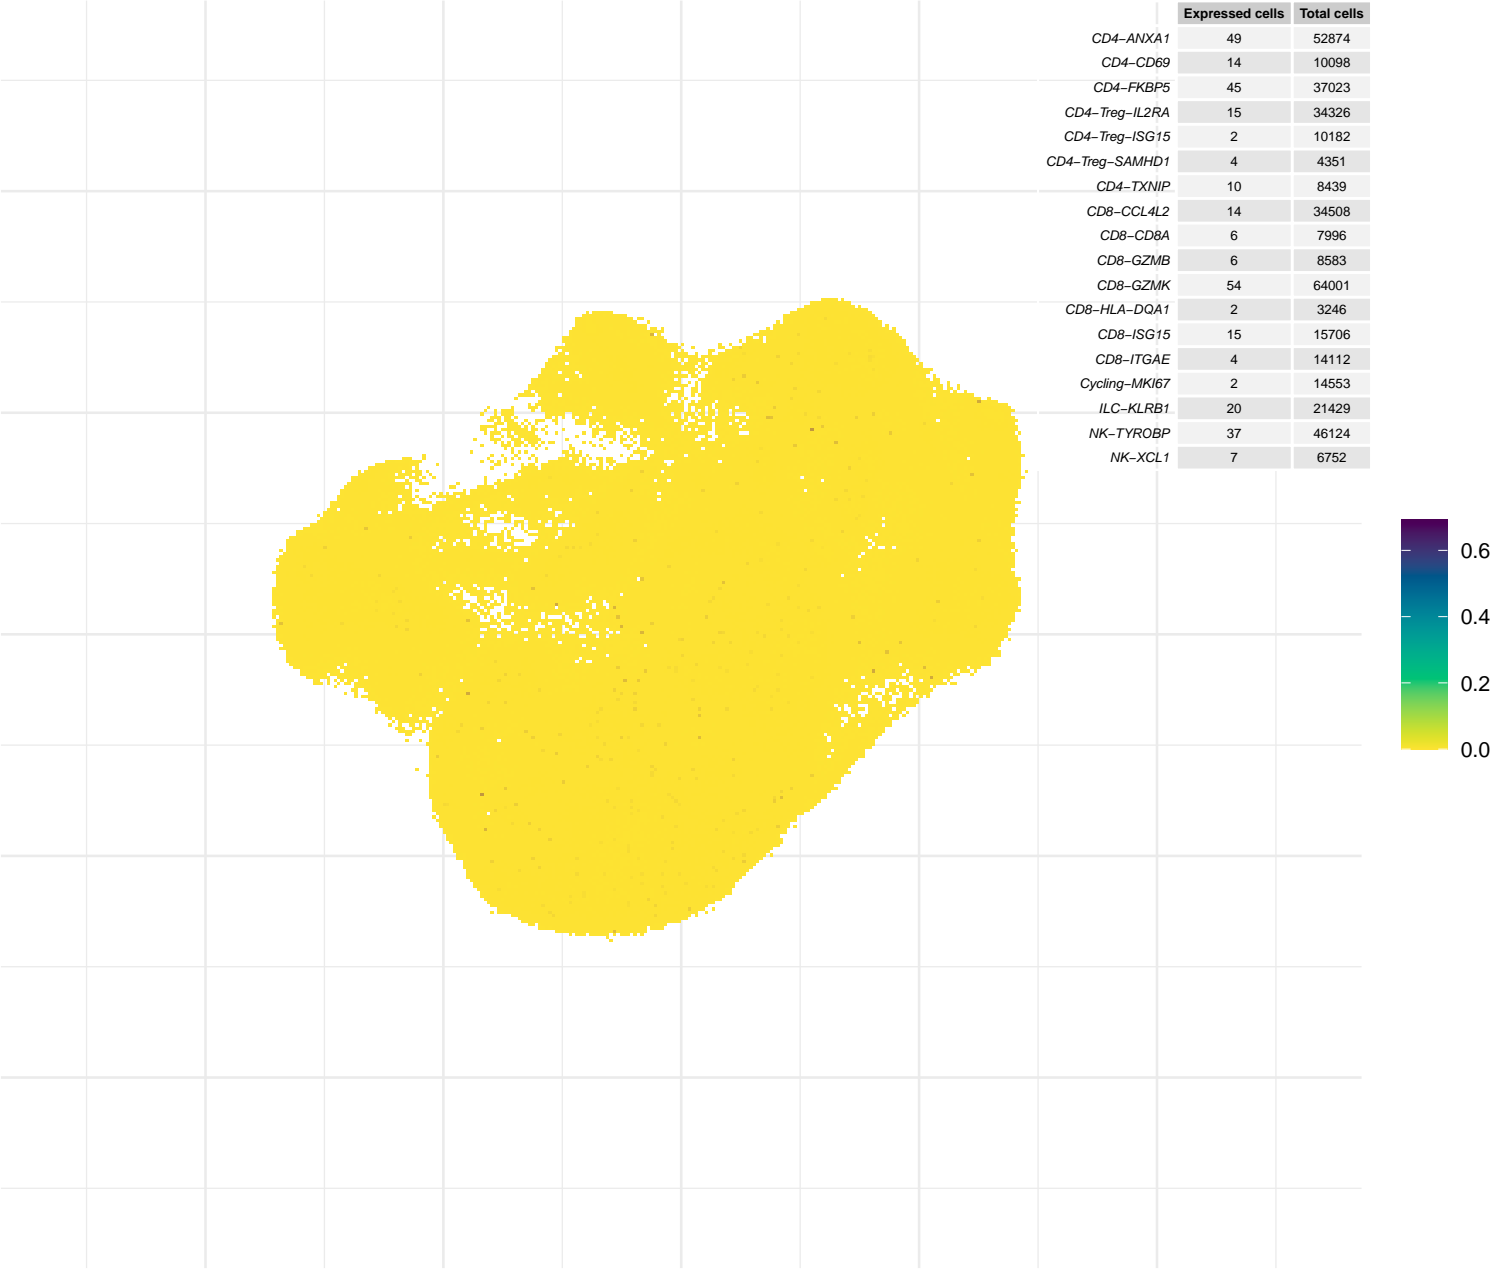 Expressed cells Total cells
CD4−ANXA1 49 52874
CD4−CD69 14 10098
CD4−FKBP5 45 37023
CD4−Treg−IL2RA 15 34326
CD4−Treg−ISG15 2 10182
CD4−Treg−SAMHD1 4 4351
CD4−TXNIP 10 8439
CD8−CCL4L2 14 34508
CD8−CD8A 6 7996
CD8−GZMB 6 8583
CD8−GZMK 54 64001
CD8−HLA−DQA1 2 3246
CD8−ISG15 15 15706
CD8−ITGAE 4 14112
Cycling−MKI67 2 14553
ILC−KLRB1 20 21429
NK−TYROBP 37 46124
NK−XCL1 7 6752
0.6
0.4
0.2
0.0